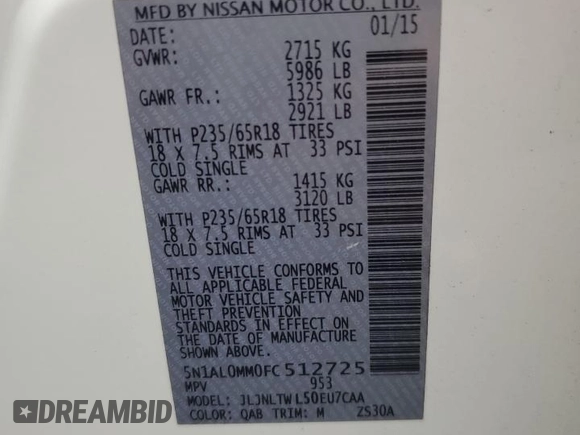 MFD BY NISSAN MOTOR CO., LTD.
DATE: 01/15
GVWR: 2715 KG
5986 LB
GAWR FR.: 1325 KG
2921 LB
WITH P235/65R18 TIRES
18 X 7.5 RIMS AT 33 PSI
COLD SINGLE
GAWR RR.: 1415 KG
3120 LB
WITH P235/65R18 TIRES
18 X 7.5 RIMS AT 33 PSI
COLD SINGLE
THIS VEHICLE CONFORMS TO
ALL APPLICABLE FEDERAL
MOTOR VEHICLE SAFETY AND
THEFT PREVENTION
STANDARDS IN EFFECT ON
THE DATE OF MANUFACTURE
SHOWN ABOVE.
5N1AL0MM0FC512725
MPV 953
MODEL: JLJNLTWL50EU7CAA
COLOR: QAB TRIM: M ZS30A
EPICVIN.COM